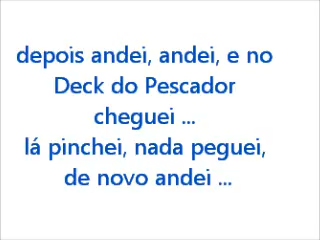 depois andei, andei, e no
Deck do Pescador
cheguei ...
lá pinchei, nada peguei,
de novo andei ...